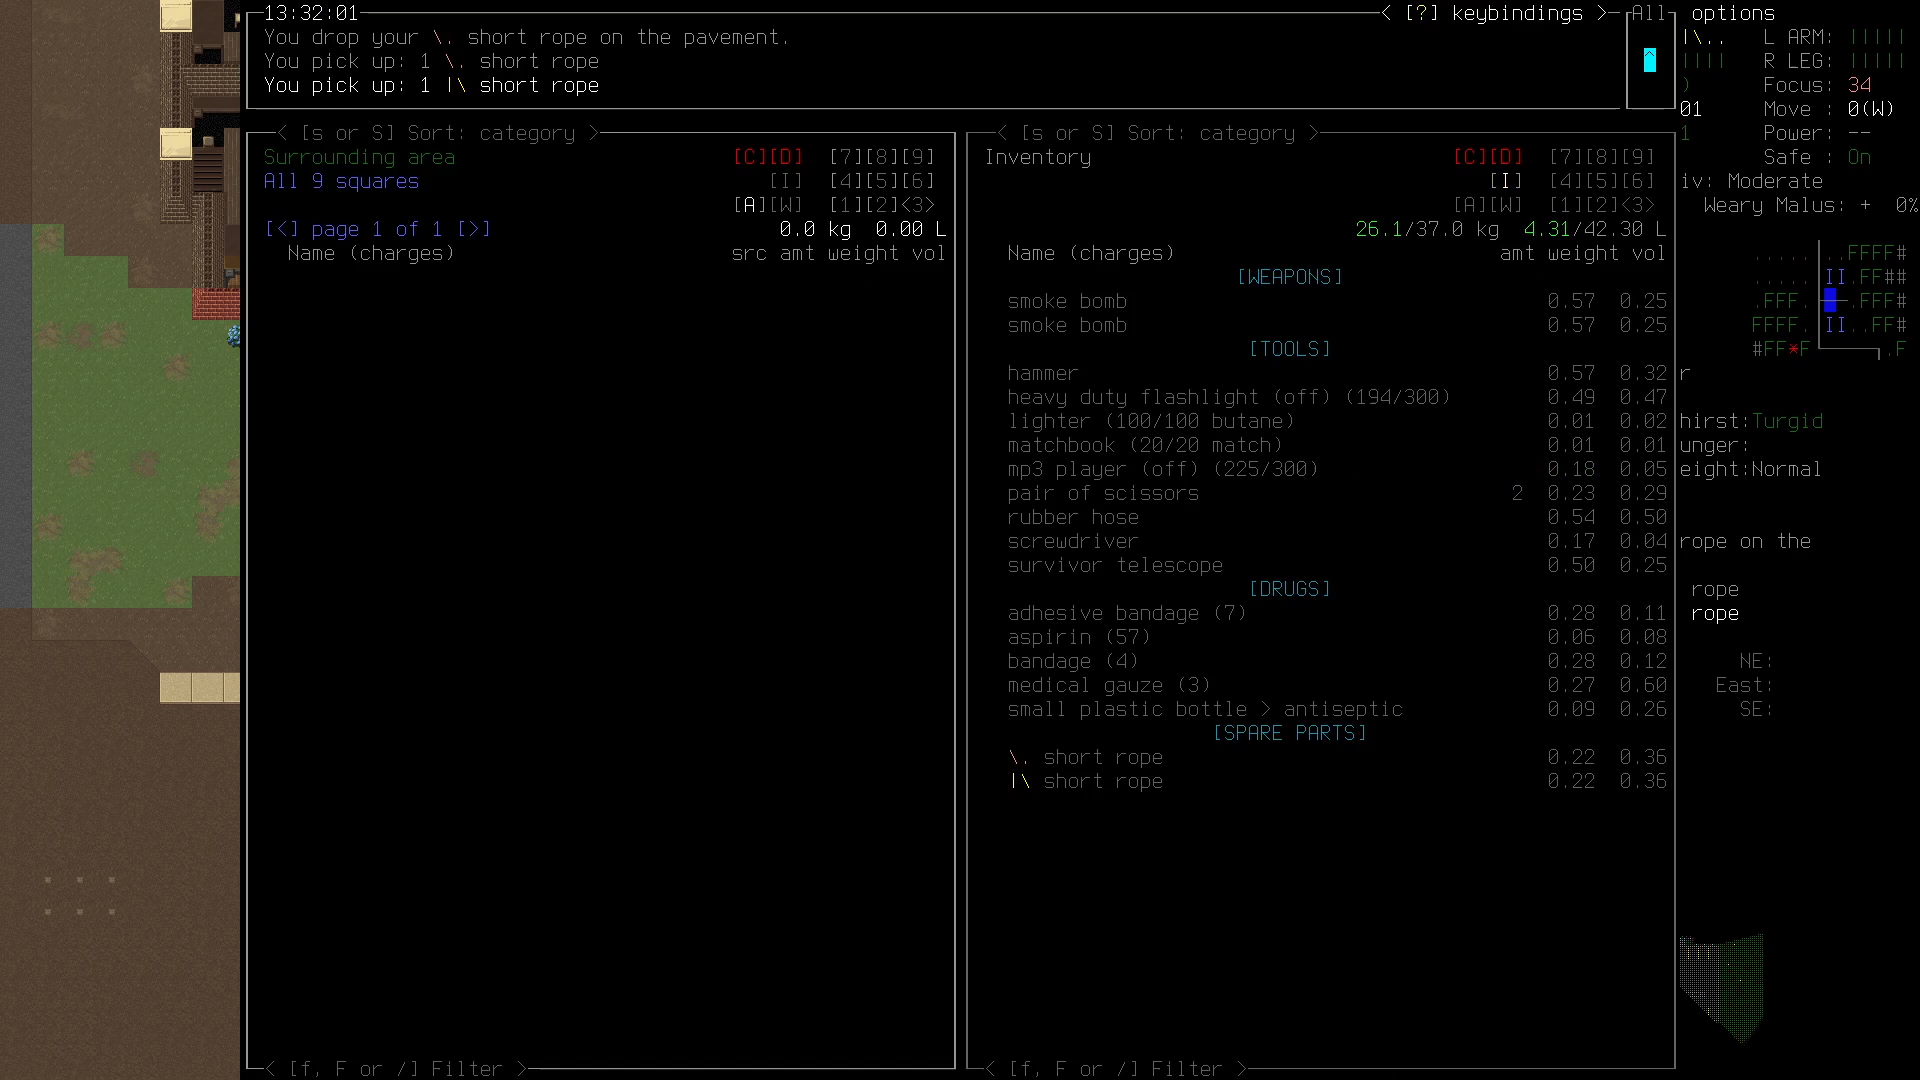 13:32:01
< [?] keybindings >
All
options
You drop your \. short rope on the pavement.
You pick up: 1 \. short rope
You pick up: 1 |\ short rope
^
|\.. L ARM: |||||
|||| R LEG: |||||
) Focus: 34
01 Move : 0(W)
1 Power: --
Safe : On
iv: Moderate
Weary Malus: + 0%
< [s or S] Sort: category >
Surrounding area [C][D] [7][8][9]
All 9 squares [I] [4][5][6]
[A][W] [1][2]<3>
[<] page 1 of 1 [>] 0.0 kg 0.00 L
Name (charges) src amt weight vol
< [f, F or /] Filter >
< [s or S] Sort: category >
Inventory [C][D] [7][8][9]
[I] [4][5][6]
[A][W] [1][2]<3>
26.1/37.0 kg 4.31/42.30 L
Name (charges) amt weight vol
[WEAPONS]
smoke bomb 0.57 0.25
smoke bomb 0.57 0.25
[TOOLS]
hammer 0.57 0.32
heavy duty flashlight (off) (194/300) 0.49 0.47
lighter (100/100 butane) 0.01 0.02
matchbook (20/20 match) 0.01 0.01
mp3 player (off) (225/300) 0.18 0.05
pair of scissors 2 0.23 0.29
rubber hose 0.54 0.50
screwdriver 0.17 0.04
survivor telescope 0.50 0.25
[DRUGS]
adhesive bandage (7) 0.28 0.11
aspirin (57) 0.06 0.08
bandage (4) 0.28 0.12
medical gauze (3) 0.27 0.60
small plastic bottle > antiseptic 0.09 0.26
[SPARE PARTS]
\. short rope 0.22 0.36
|\ short rope 0.22 0.36
< [f, F or /] Filter >
..... ..FFFF#
..... II.FF##
.FFF. .FFF#
FFFF. II..FF#
#FF*F .F
r
hirst:Turgid
unger:
eight:Normal
rope on the
rope
rope
NE:
East:
SE: